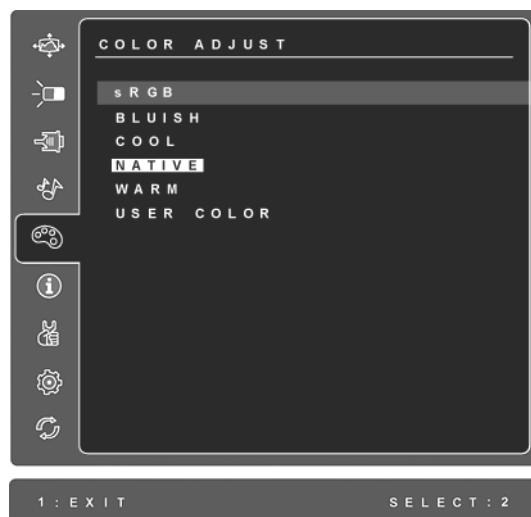 COLOR ADJUST
sRGB
BLUISH
COOL
NATIVE
WARM
USER COLOR
1:EXIT SELECT:2